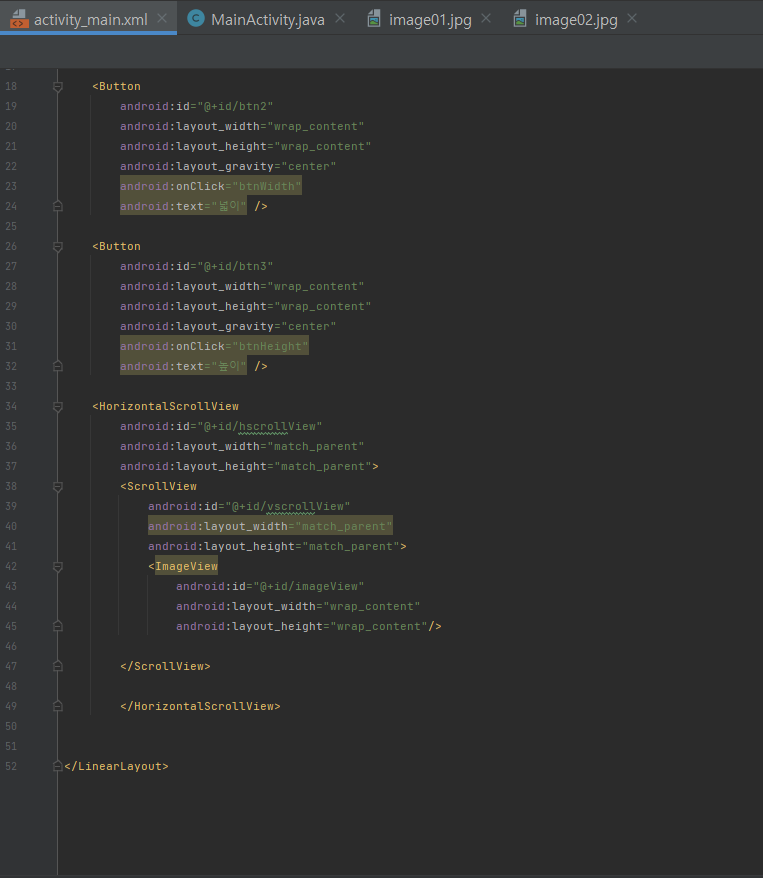 activity_main.xml
MainActivity.java
image01.jpg
image02.jpg
18 <Button
19 android:id="@+id/btn2"
20 android:layout_width="wrap_content"
21 android:layout_height="wrap_content"
22 android:layout_gravity="center"
23 android:onClick="btnWidth"
24 android:text="넓이" />
25
26 <Button
27 android:id="@+id/btn3"
28 android:layout_width="wrap_content"
29 android:layout_height="wrap_content"
30 android:layout_gravity="center"
31 android:onClick="btnHeight"
32 android:text="높이" />
33
34 <HorizontalScrollView
35 android:id="@+id/hscrollView"
36 android:layout_width="match_parent"
37 android:layout_height="match_parent">
38 <ScrollView
39 android:id="@+id/vscrollView"
40 android:layout_width="match_parent"
41 android:layout_height="match_parent">
42 <ImageView
43 android:id="@+id/imageView"
44 android:layout_width="wrap_content"
45 android:layout_height="wrap_content"/>
46
47 </ScrollView>
48
49 </HorizontalScrollView>
50
51
52 </LinearLayout>